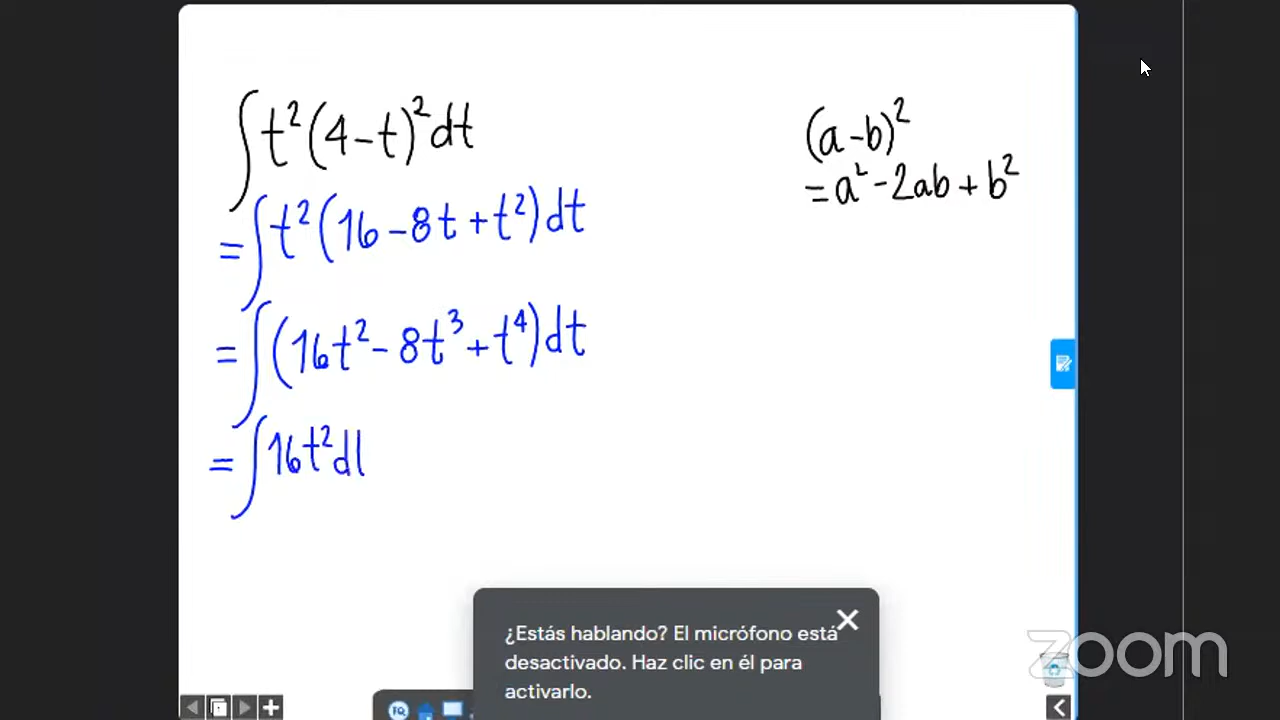 ∫t²(4-t)²dt
=∫t²(16-8t+t²)dt
=∫(16t²-8t³+t⁴)dt
=∫16t²dl
(a-b)²
=a²-2ab+b²
¿Estás hablando? El micrófono está
desactivado. Haz clic en él para
activarlo.
zoom